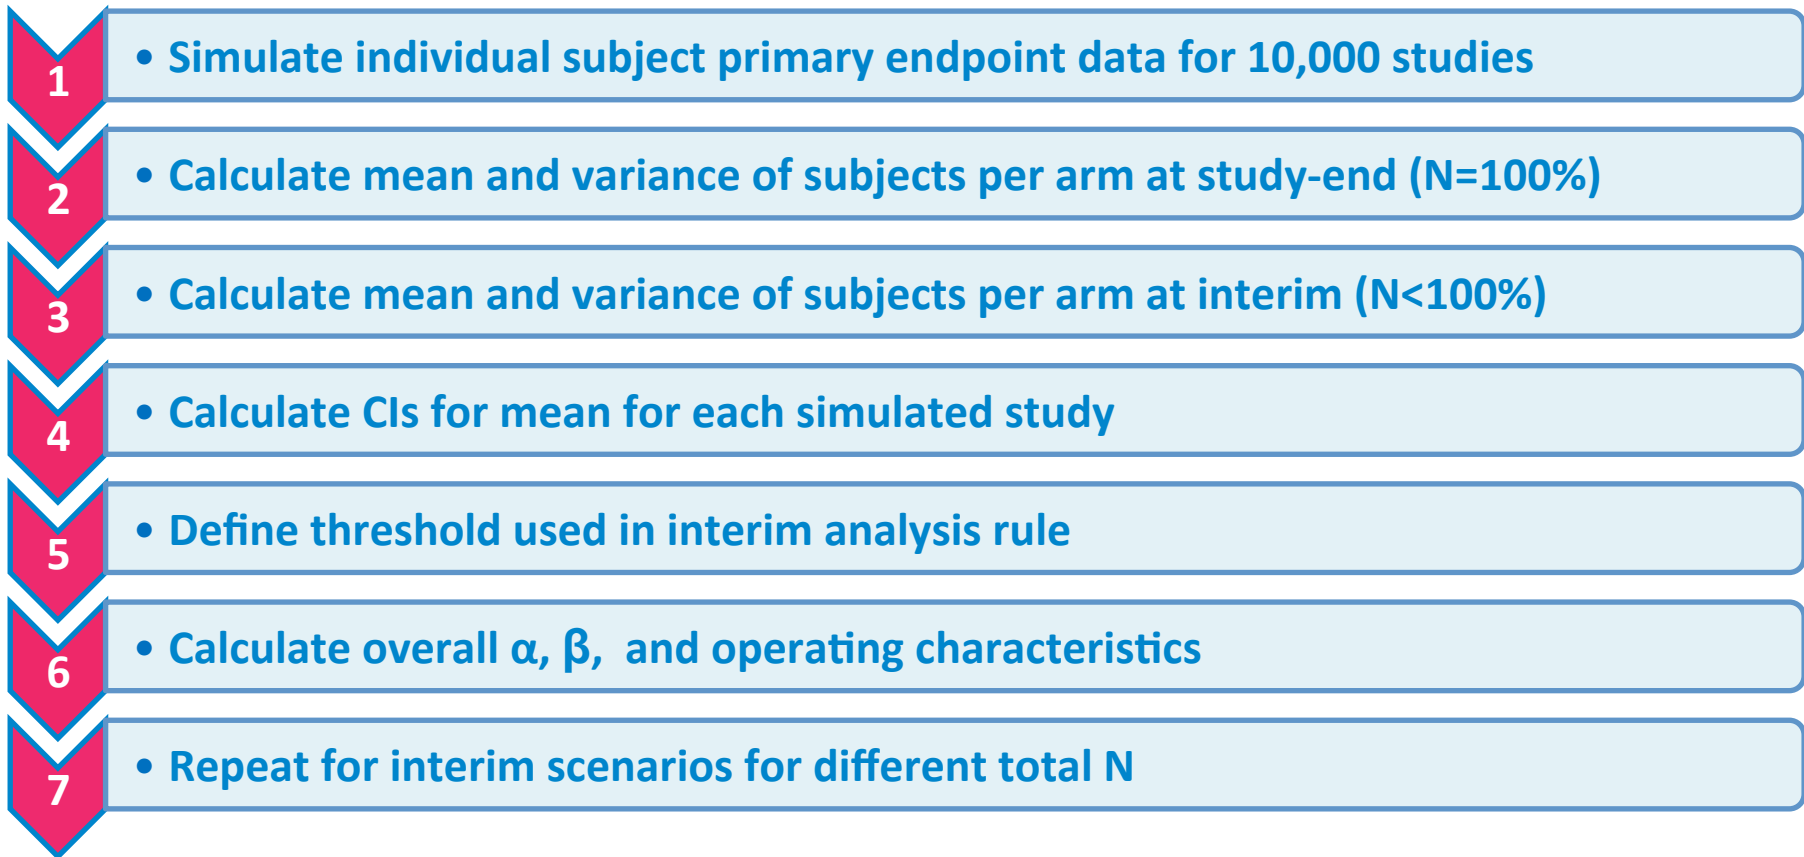 1
• Simulate individual subject primary endpoint data for 10,000 studies
2
• Calculate mean and variance of subjects per arm at study-end (N=100%)
3
• Calculate mean and variance of subjects per arm at interim (N<100%)
4
• Calculate CIs for mean for each simulated study
5
• Define threshold used in interim analysis rule
6
• Calculate overall α, β,  and operating characteristics
7
• Repeat for interim scenarios for different total N